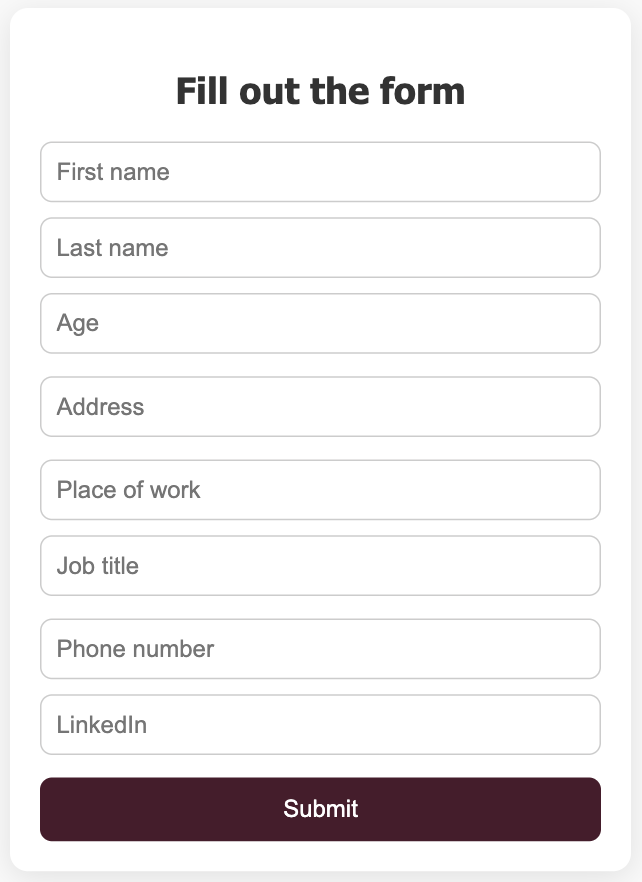 Fill out the form
First name
Last name
Age
Address
Place of work
Job title
Phone number
LinkedIn
Submit